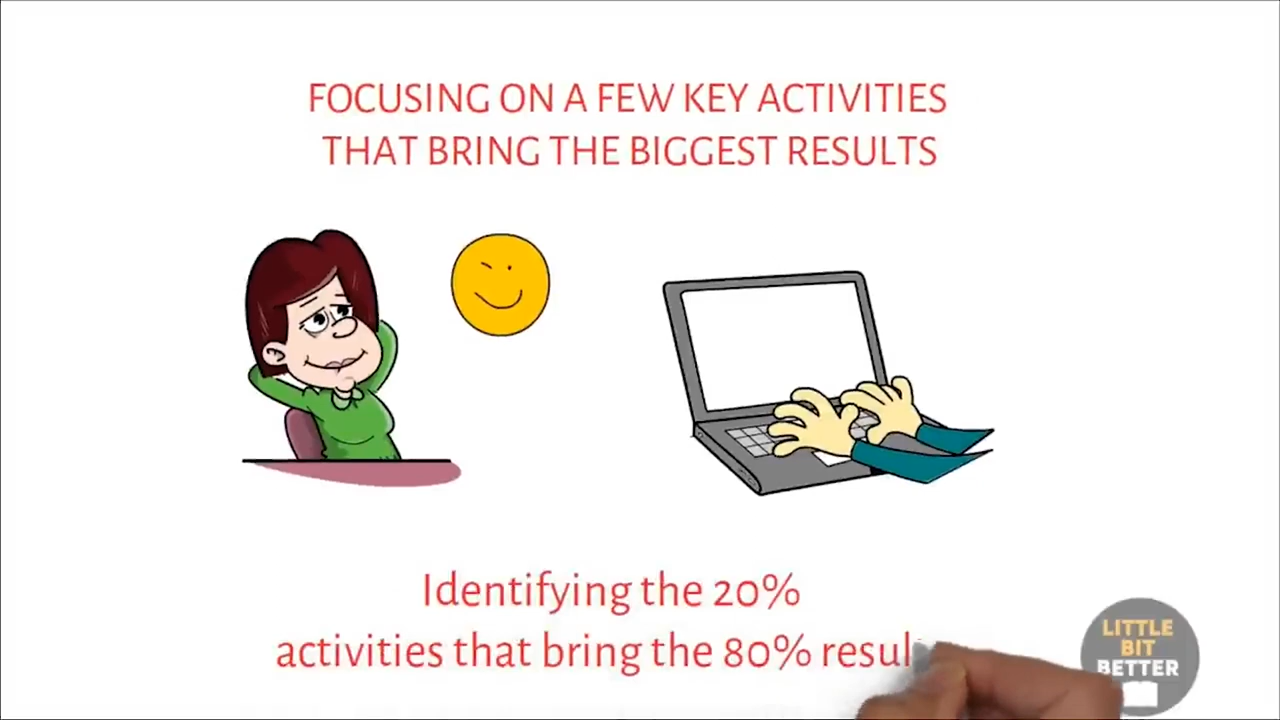 FOCUSING ON A FEW KEY ACTIVITIES
THAT BRING THE BIGGEST RESULTS
Identifying the 20%
activities that bring the 80% resul
LITTLE
BIT
BETTER